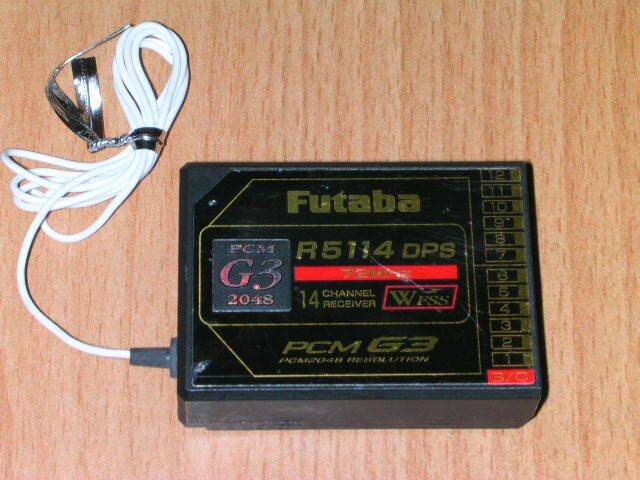 Futaba
R5114 DPS
72MHz
PCM
G3
2048
14 CHANNEL
RECEIVER
WFSS
PCM G3
PCM2048 RESOLUTION
12
11
10
9
8
7
6
5
4
3
2
1
B/C